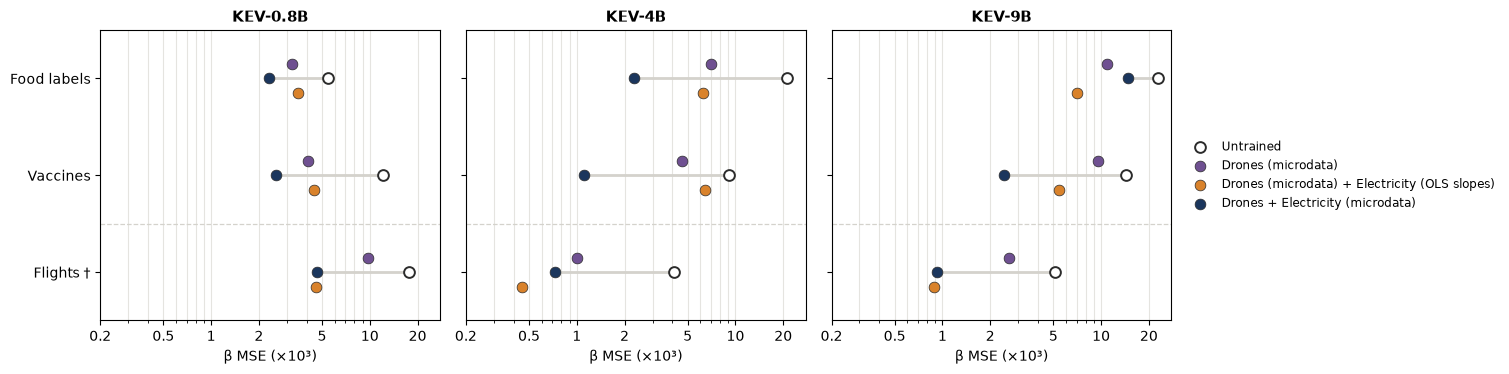 KEV-0.8B
KEV-4B
KEV-9B
Food labels
Vaccines
Flights †
0.2 0.5 1 2 5 10 20
0.2 0.5 1 2 5 10 20
0.2 0.5 1 2 5 10 20
β MSE (×10³)
β MSE (×10³)
β MSE (×10³)
Untrained
Drones (microdata)
Drones (microdata) + Electricity (OLS slopes)
Drones + Electricity (microdata)